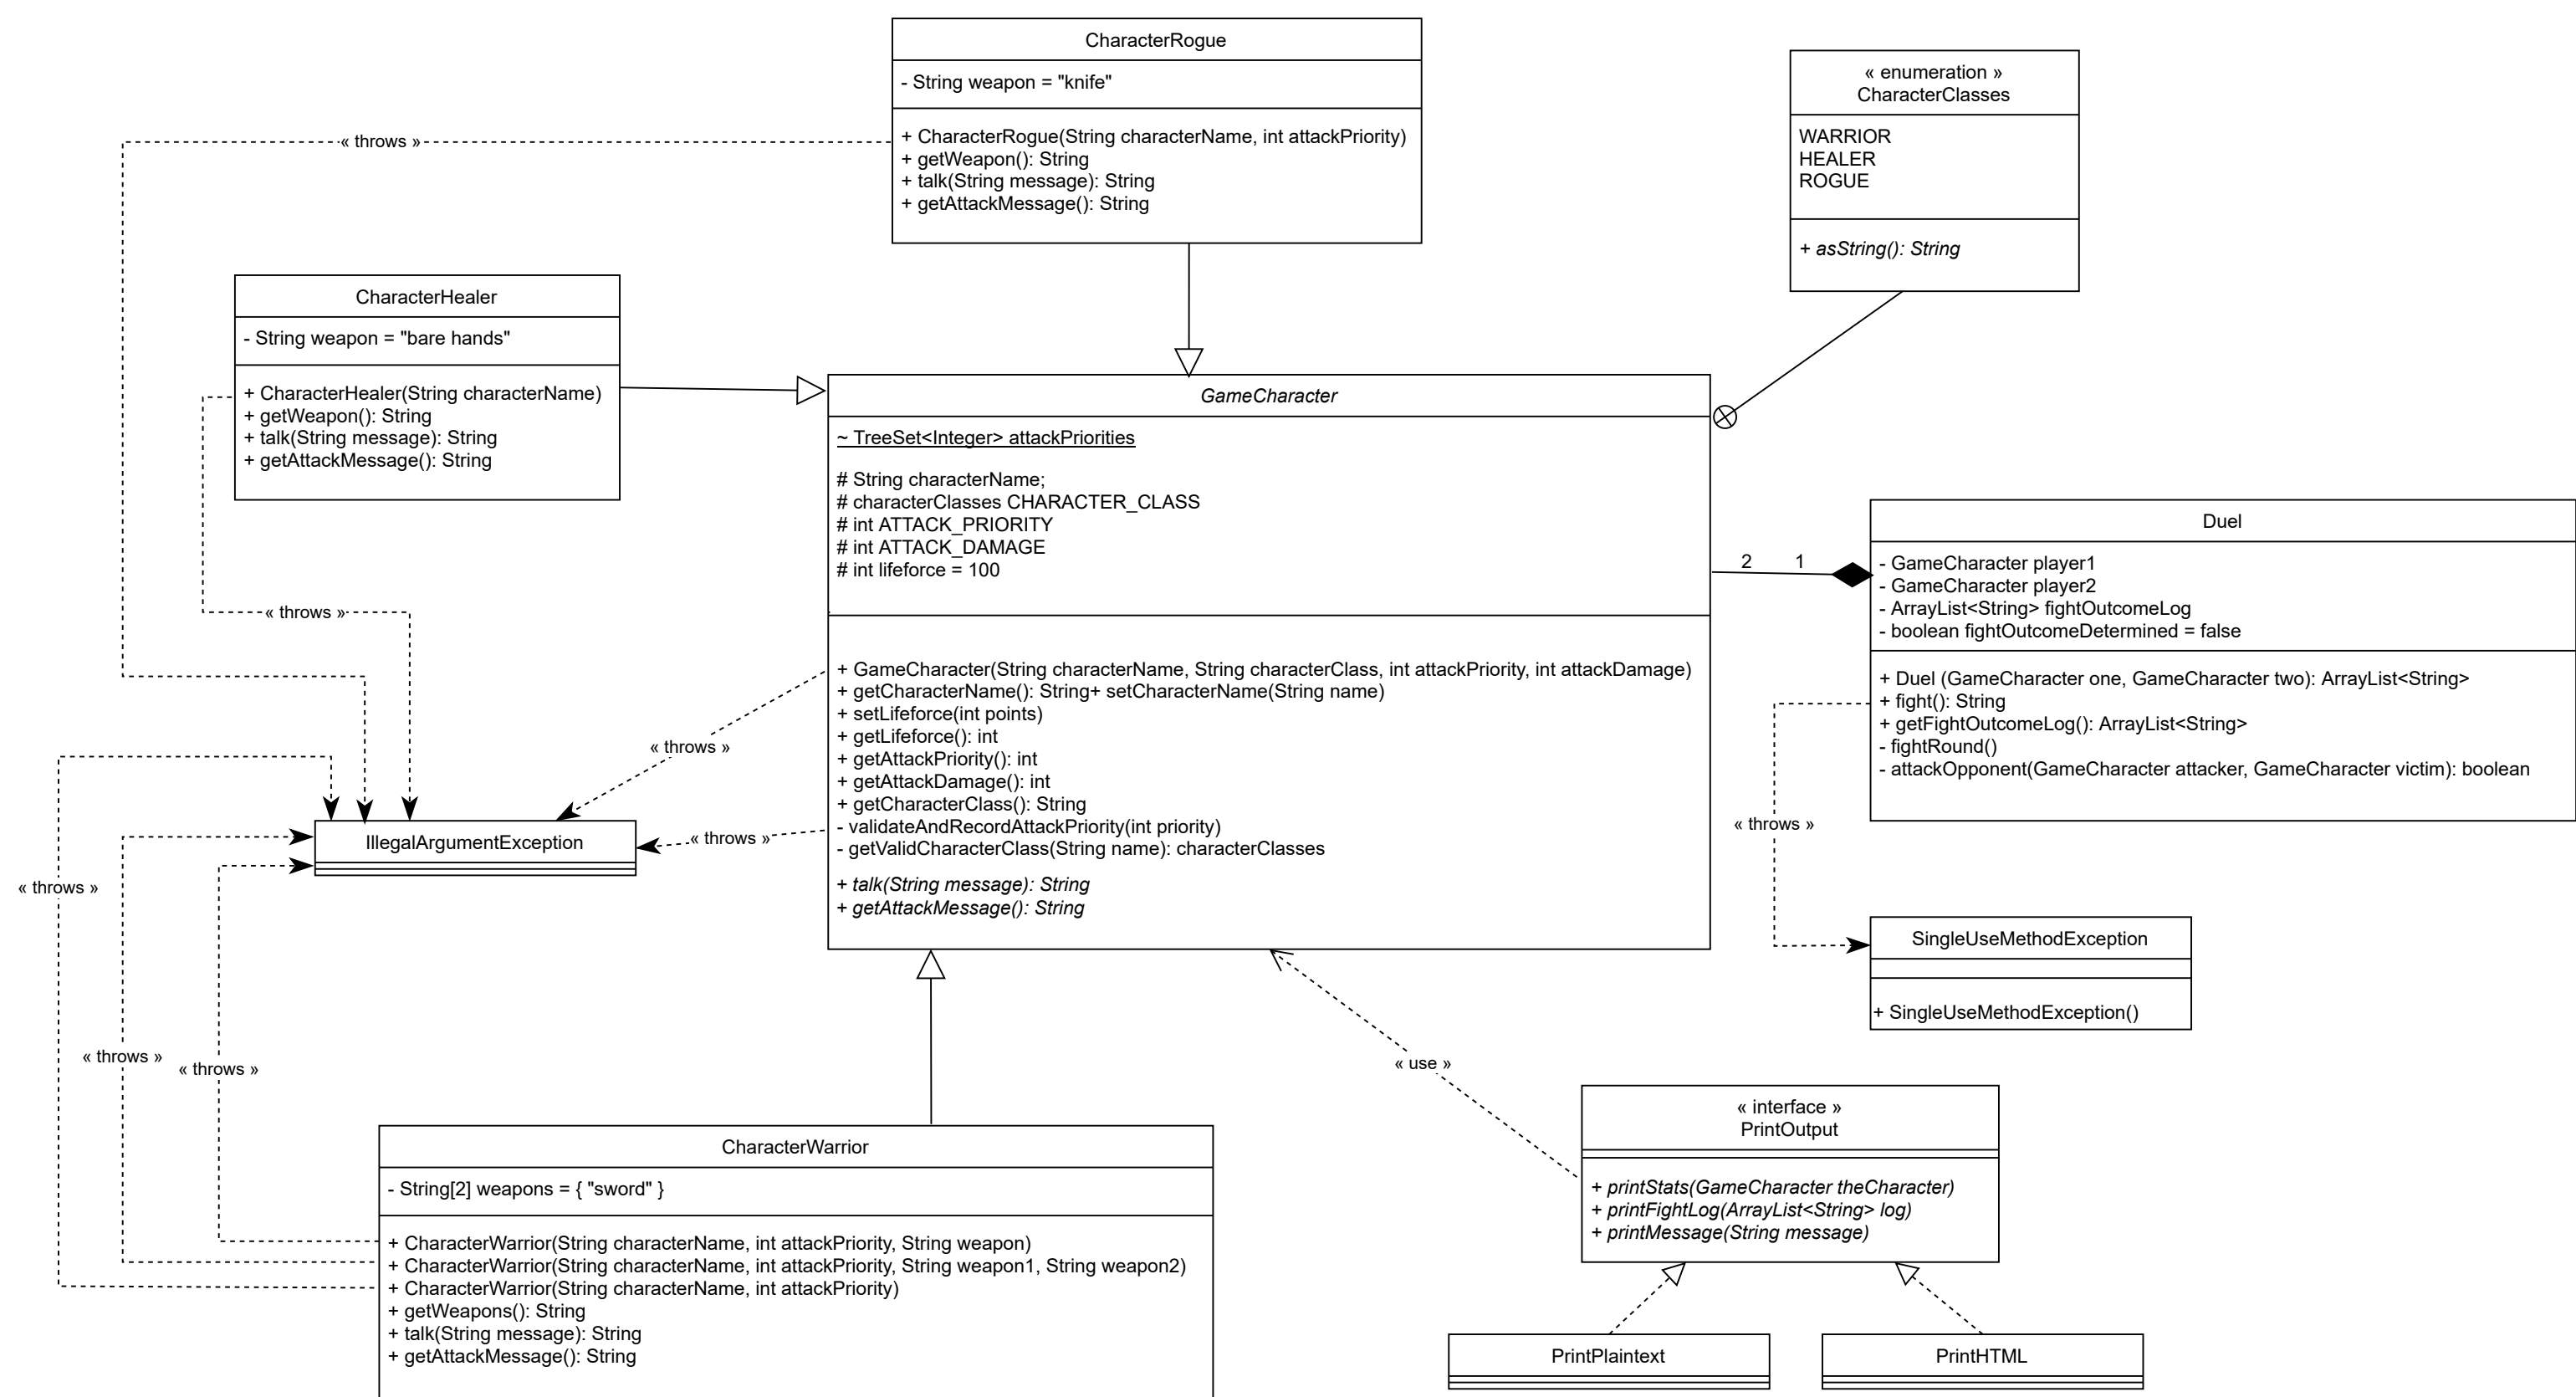 CharacterRogue
- String weapon = "knife"
+ CharacterRogue(String characterName, int attackPriority)
+ getWeapon(): String
+ talk(String message): String
+ getAttackMessage(): String
« enumeration »
CharacterClasses
WARRIOR
HEALER
ROGUE
+ asString(): String
« throws »
CharacterHealer
- String weapon = "bare hands"
+ CharacterHealer(String characterName)
+ getWeapon(): String
+ talk(String message): String
+ getAttackMessage(): String
« throws »
GameCharacter
~ TreeSet<Integer> attackPriorities
# String characterName;
# characterClasses CHARACTER_CLASS
# int ATTACK_PRIORITY
# int ATTACK_DAMAGE
# int lifeforce = 100
+ GameCharacter(String characterName, String characterClass, int attackPriority, int attackDamage)
+ getCharacterName(): String+ setCharacterName(String name)
+ setLifeforce(int points)
+ getLifeforce(): int
+ getAttackPriority(): int
+ getAttackDamage(): int
+ getCharacterClass(): String
- validateAndRecordAttackPriority(int priority)
- getValidCharacterClass(String name): characterClasses
+ talk(String message): String
+ getAttackMessage(): String
2 1
Duel
- GameCharacter player1
- GameCharacter player2
- ArrayList<String> fightOutcomeLog
- boolean fightOutcomeDetermined = false
+ Duel (GameCharacter one, GameCharacter two): ArrayList<String>
+ fight(): String
+ getFightOutcomeLog(): ArrayList<String>
- fightRound()
- attackOpponent(GameCharacter attacker, GameCharacter victim): boolean
« throws »
« throws »
« throws »
IllegalArgumentException
« throws »
« throws »
« throws »
SingleUseMethodException
+ SingleUseMethodException()
« use »
« interface »
PrintOutput
+ printStats(GameCharacter theCharacter)
+ printFightLog(ArrayList<String> log)
+ printMessage(String message)
CharacterWarrior
- String[2] weapons = { "sword" }
+ CharacterWarrior(String characterName, int attackPriority, String weapon)
+ CharacterWarrior(String characterName, int attackPriority, String weapon1, String weapon2)
+ CharacterWarrior(String characterName, int attackPriority)
+ getWeapons(): String
+ talk(String message): String
+ getAttackMessage(): String
PrintPlaintext
PrintHTML